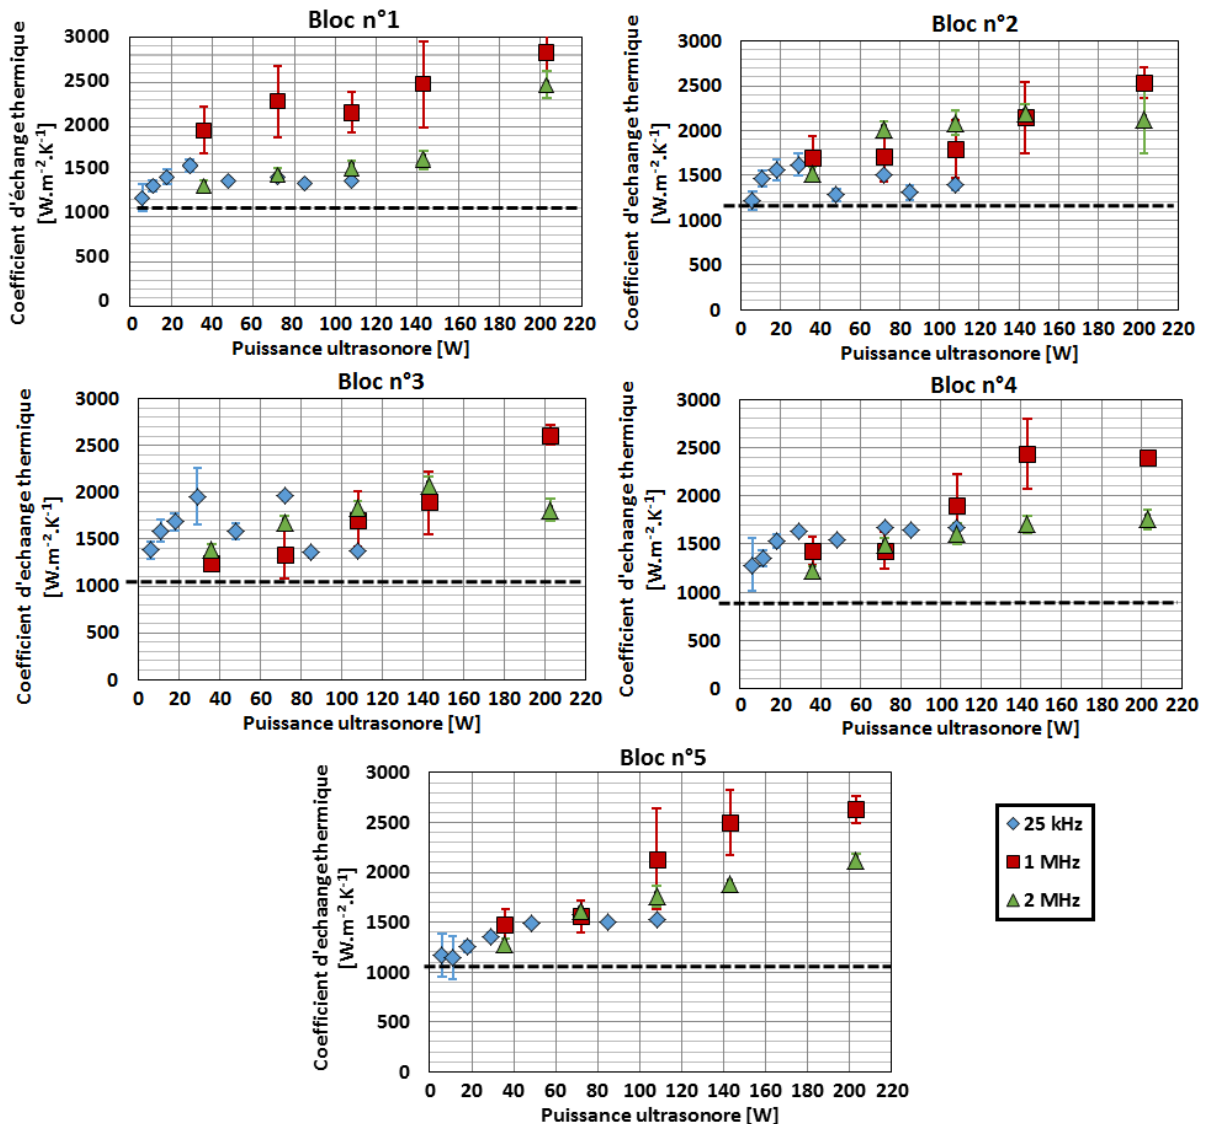 Bloc n°1
Coefficient d'échange thermique
[W.m-2.K-1]
3000
2500
2000
1500
1000
500
0
0 20 40 60 80 100 120 140 160 180 200 220
Puissance ultrasonore [W]
Bloc n°2
Coefficient d'echange thermique
[W.m-2.K-1]
3000
2500
2000
1500
1000
500
0
0 20 40 60 80 100 120 140 160 180 200 220
Puissance ultrasonore [W]
Bloc n°3
Coefficient d'echaange thermique
[W.m-2.K-1]
3000
2500
2000
1500
1000
500
0
0 20 40 60 80 100 120 140 160 180 200 220
Puissance ultrasonore [W]
Bloc n°4
Coefficient d'echaange thermique
[W.m-2.K-1]
3000
2500
2000
1500
1000
500
0
0 20 40 60 80 100 120 140 160 180 200 220
Puissance ultrasonore [W]
Bloc n°5
Coefficient d'echaange thermique
[W.m-2.K-1]
3000
2500
2000
1500
1000
500
0
0 20 40 60 80 100 120 140 160 180 200 220
Puissance ultrasonore [W]
25 kHz
1 MHz
2 MHz